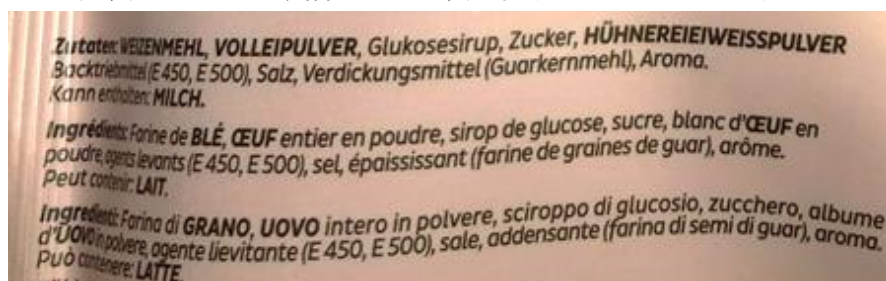 Zutaten: WEIZENMEHL, VOLLEIPULVER, Glukosesirup, Zucker, HÜHNEREIEIWEISSPULVER
Backtriebmittel (E 450, E 500), Salz, Verdickungsmittel (Guarkernmehl), Aroma.
Kann enthalten: MILCH.
Ingrédients: Farine de BLÉ, ŒUF entier en poudre, sirop de glucose, sucre, blanc d'ŒUF en
poudre, agents levants (E 450, E 500), sel, épaississant (farine de graines de guar), arôme.
Peut contenir: LAIT.
Ingredienti: Farina di GRANO, UOVO intero in polvere, sciroppo di glucosio, zucchero, albume
d'UOVO in polvere, agente lievitante (E 450, E 500), sale, addensante (farina di semi di guar), aroma.
Può contenere: LATTE.